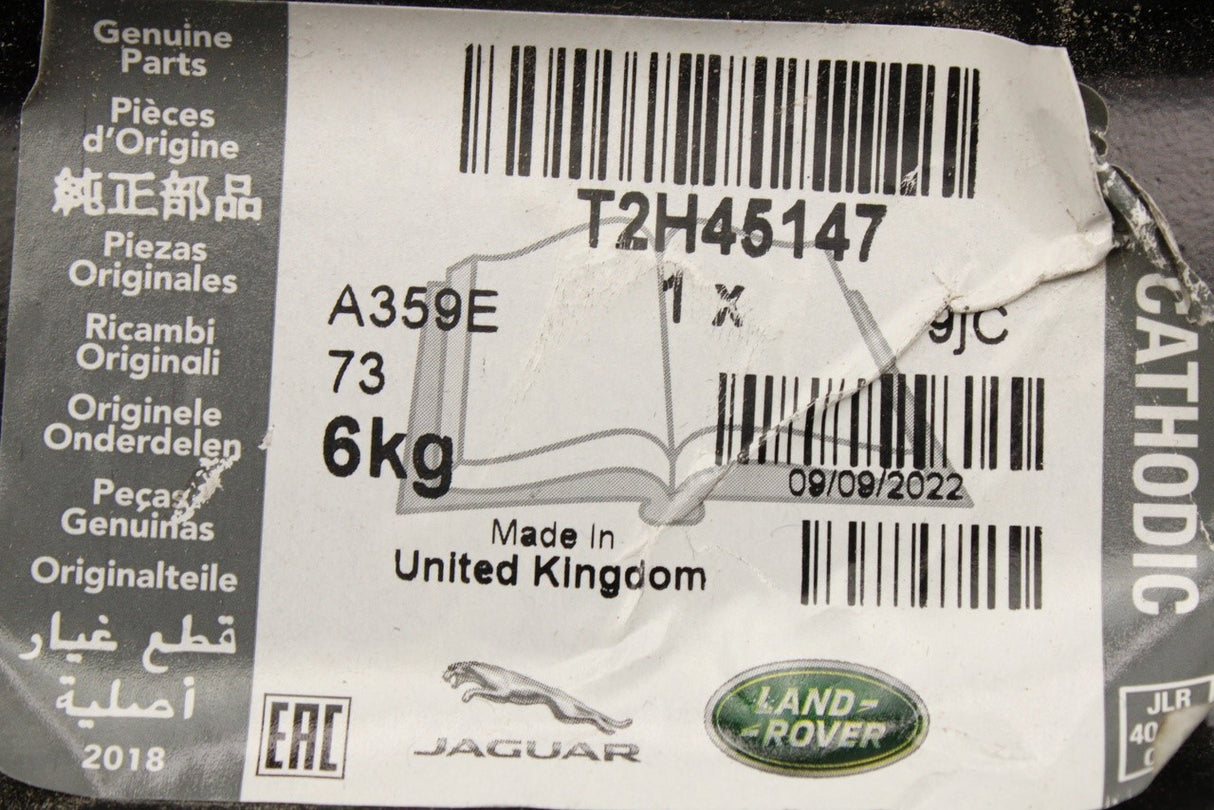 Genuine
Parts
Pièces
d'Origine
純正部品
Piezas
Originales
Ricambi
Originali
Originele
Onderdelen
Peças
Genuínas
Originalteile
قطع غيار
أصلية
2018
T2H45147
1 x
A359E
9jC
73
6kg
09/09/2022
Made In
United Kingdom
EAC
JAGUAR
LAND-
-ROVER
CATHODIC
JLR
40